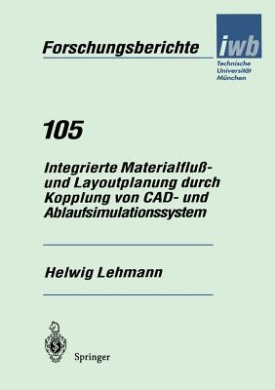 Forschungsberichte
iwb
Technische
Universität
München
105
Integrierte Materialfluß-
und Layoutplanung durch
Kopplung von CAD- und
Ablaufsimulationssystem
Helwig Lehmann
Springer